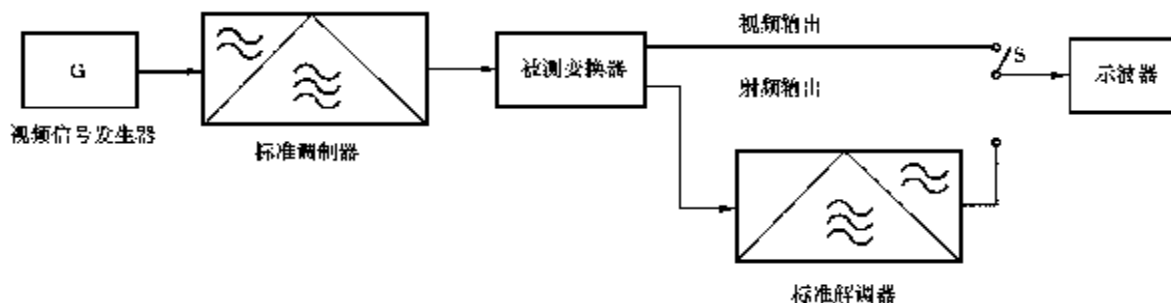 视频输出
G
被测变换器
S
示波器
射频输出
视频信号发生器
标准调制器
标准解调器